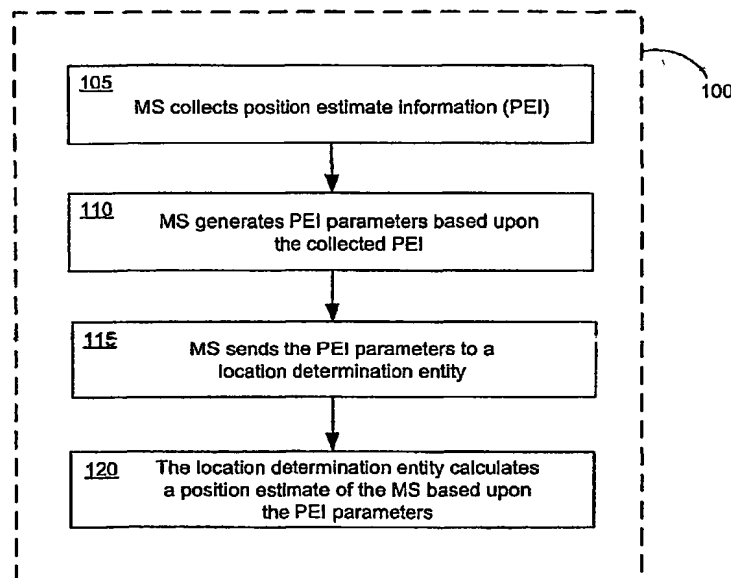 105
MS collects position estimate information (PEI)
100
110
MS generates PEI parameters based upon
the collected PEI
115
MS sends the PEI parameters to a
location determination entity
120
The location determination entity calculates
a position estimate of the MS based upon
the PEI parameters